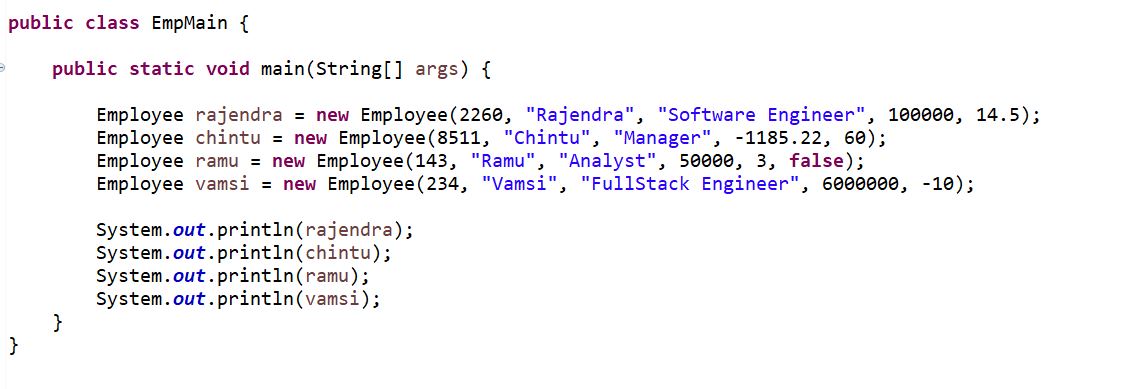 public class EmpMain {
public static void main(String[] args) {
Employee rajendra = new Employee(2260, "Rajendra", "Software Engineer", 100000, 14.5);
Employee chintu = new Employee(8511, "Chintu", "Manager", -1185.22, 60);
Employee ramu = new Employee(143, "Ramu", "Analyst", 50000, 3, false);
Employee vamsi = new Employee(234, "Vamsi", "FullStack Engineer", 6000000, -10);
System.out.println(rajendra);
System.out.println(chintu);
System.out.println(ramu);
System.out.println(vamsi);
}
}